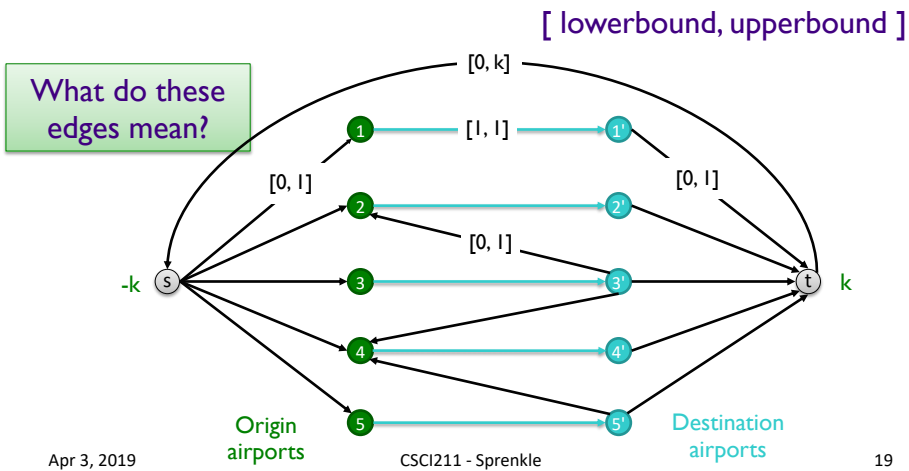 [ lowerbound, upperbound ]
[0, k]
What do these
edges mean?
1
[1, 1]
1'
[0, 1]
[0, 1]
2
2'
[0, 1]
-k
s
3
3'
t
k
4
4'
5
5'
Origin
airports
Destination
airports
Apr 3, 2019
CSCI211 - Sprenkle
19